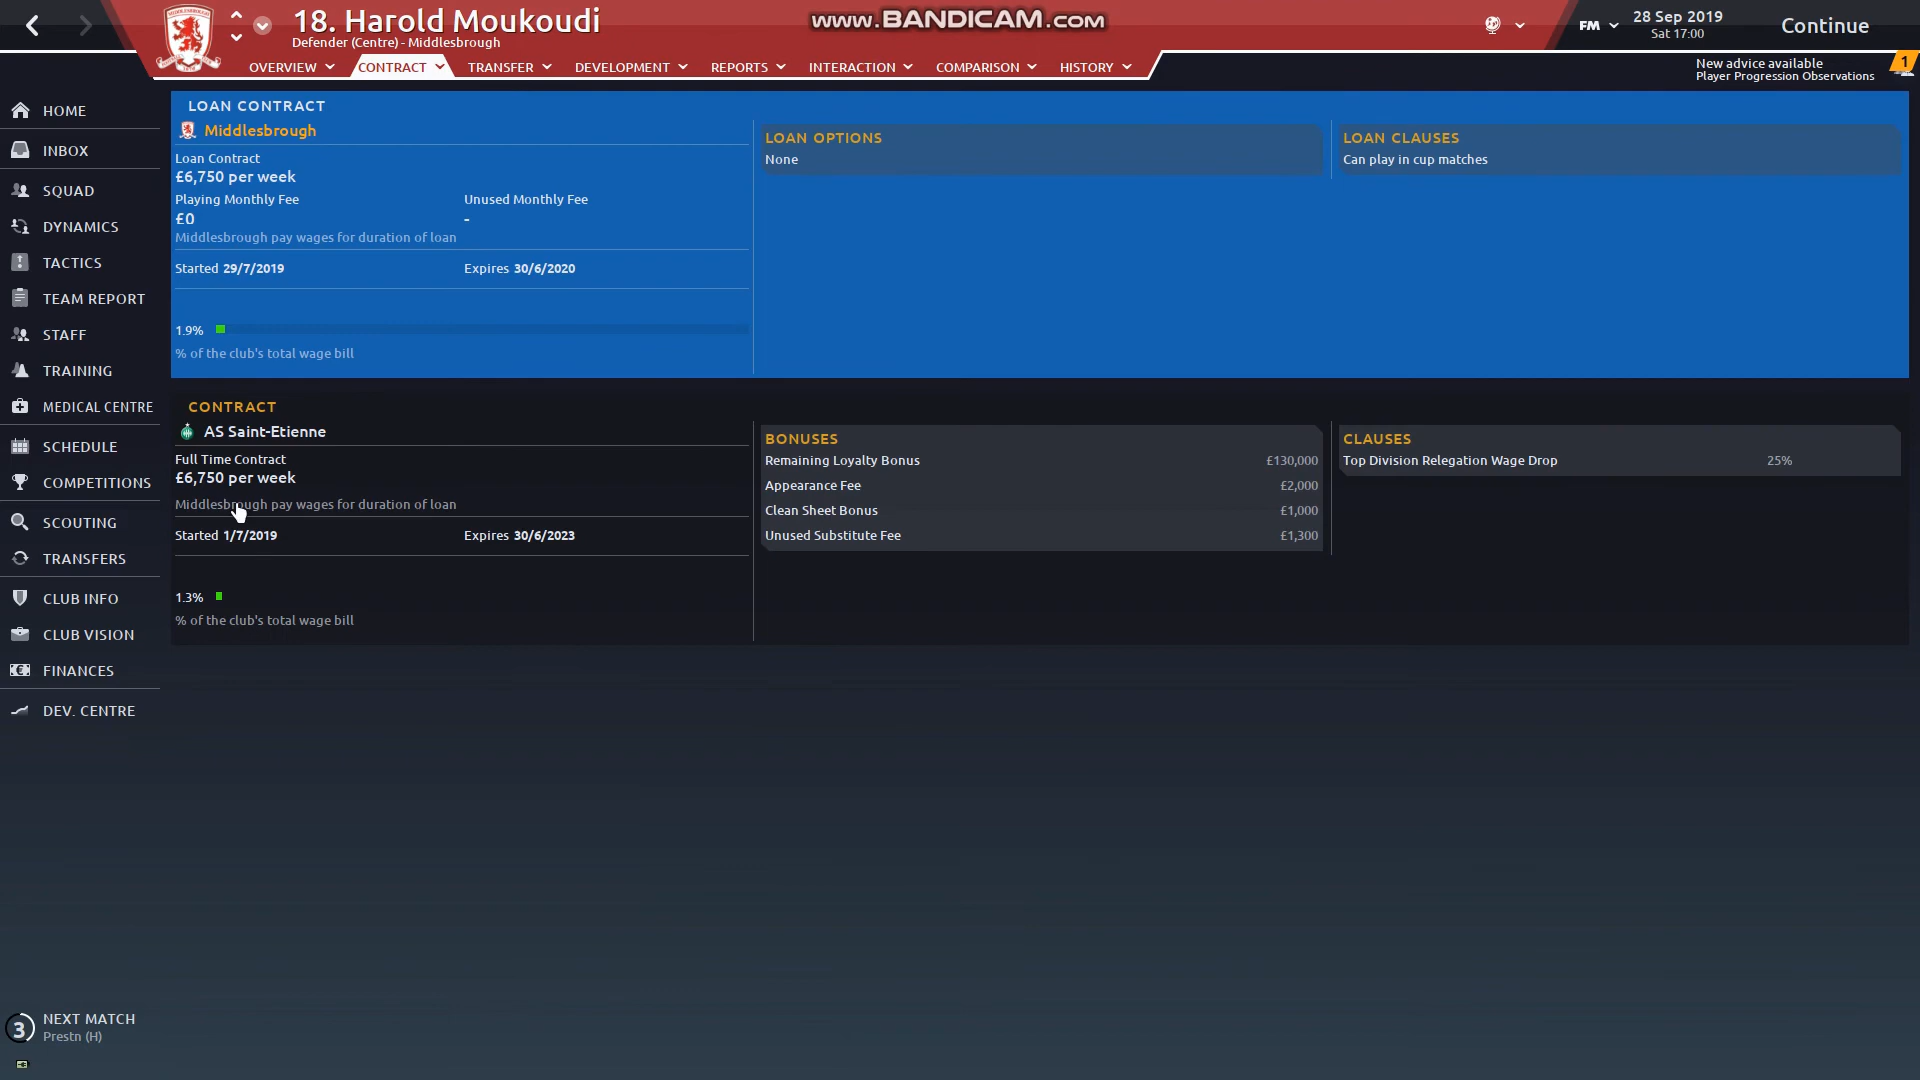 18. Harold Moukoudi
Defender (Centre) - Middlesbrough
www.BANDICAM.com
FM
28 Sep 2019
Sat 17:00
Continue
OVERVIEW
CONTRACT
TRANSFER
DEVELOPMENT
REPORTS
INTERACTION
COMPARISON
HISTORY
New advice available
Player Progression Observations
1
HOME
INBOX
SQUAD
DYNAMICS
TACTICS
TEAM REPORT
STAFF
TRAINING
MEDICAL CENTRE
SCHEDULE
COMPETITIONS
SCOUTING
TRANSFERS
CLUB INFO
CLUB VISION
FINANCES
DEV. CENTRE
3
NEXT MATCH
Prestn (H)
LOAN CONTRACT
Middlesbrough
Loan Contract
£6,750 per week
Playing Monthly Fee Unused Monthly Fee
£0 -
Middlesbrough pay wages for duration of loan
Started 29/7/2019 Expires 30/6/2020
1.9%
% of the club's total wage bill
LOAN OPTIONS
None
LOAN CLAUSES
Can play in cup matches
CONTRACT
AS Saint-Etienne
Full Time Contract
£6,750 per week
Middlesbrough pay wages for duration of loan
Started 1/7/2019 Expires 30/6/2023
1.3%
% of the club's total wage bill
BONUSES
Remaining Loyalty Bonus £130,000
Appearance Fee £2,000
Clean Sheet Bonus £1,000
Unused Substitute Fee £1,300
CLAUSES
Top Division Relegation Wage Drop 25%